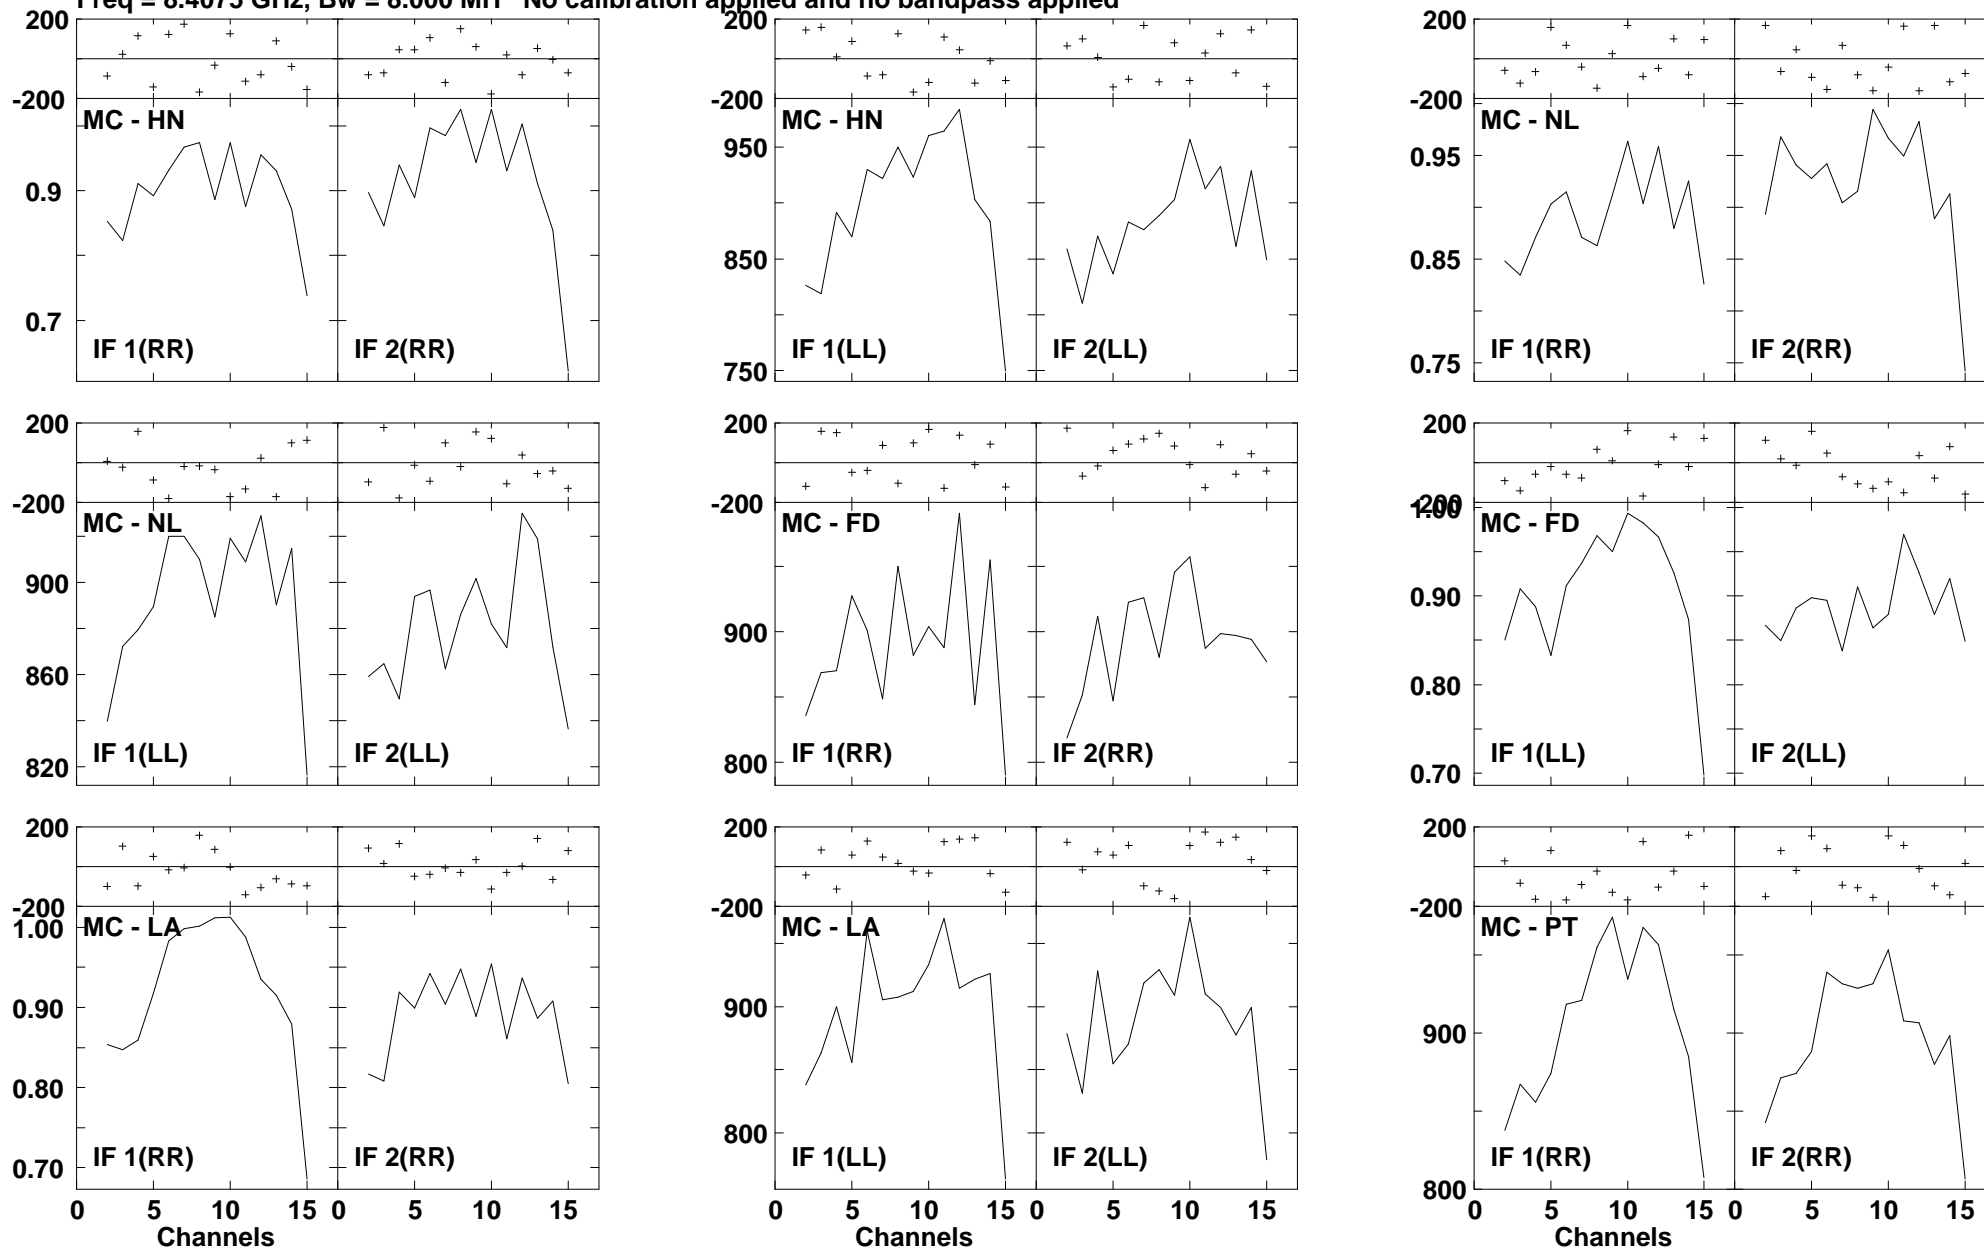 Freq = 8.4075 GHz, Bw = 8.000 MH No calibration applied and no bandpass applied
200
-200
MC - HN
0.9
0.7
IF 1(RR)
IF 2(RR)
200
-200
MC - HN
950
850
750
IF 1(LL)
IF 2(LL)
200
-200
MC - NL
0.95
0.85
0.75
IF 1(RR)
IF 2(RR)
200
-200
MC - NL
900
860
820
IF 1(LL)
IF 2(LL)
200
-200
MC - FD
900
800
IF 1(RR)
IF 2(RR)
200
-200
1.00
MC - FD
0.90
0.80
0.70
IF 1(LL)
IF 2(LL)
200
-200
1.00
MC - LA
0.90
0.80
0.70
IF 1(RR)
IF 2(RR)
0 5 10 15 0 5 10 15
Channels
200
-200
MC - LA
900
800
IF 1(LL)
IF 2(LL)
0 5 10 15 0 5 10 15
Channels
200
-200
MC - PT
900
800
IF 1(RR)
IF 2(RR)
0 5 10 15 0 5 10 15
Channels